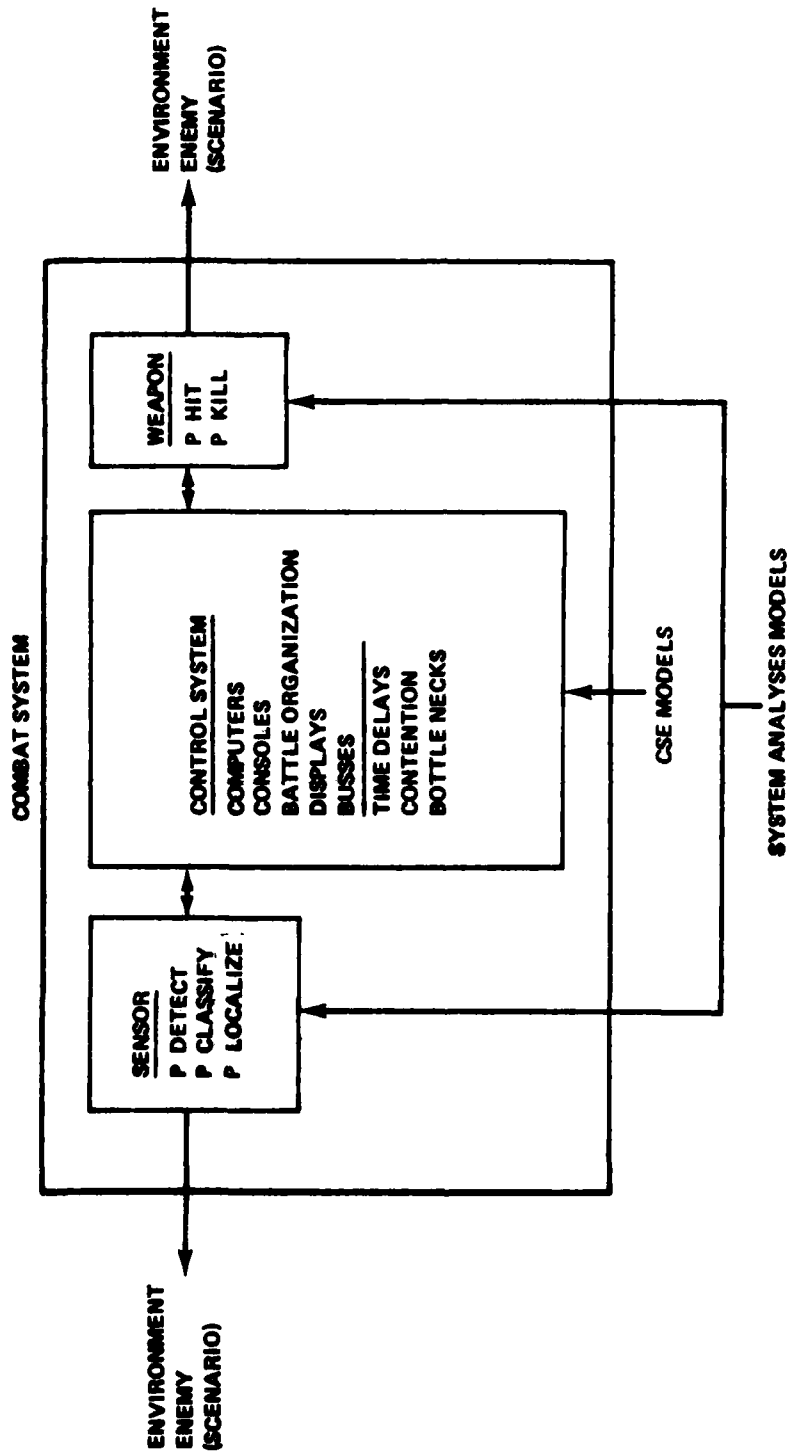 COMBAT SYSTEM
ENVIRONMENT
ENEMY
(SCENARIO)
SENSOR
P DETECT
P CLASSIFY
P LOCALIZE
CONTROL SYSTEM
COMPUTERS
CONSOLES
BATTLE ORGANIZATION
DISPLAYS
BUSSES
TIME DELAYS
CONTENTION
BOTTLE NECKS
WEAPON
P HIT
P KILL
ENVIRONMENT
ENEMY
(SCENARIO)
CSE MODELS
SYSTEM ANALYSES MODELS